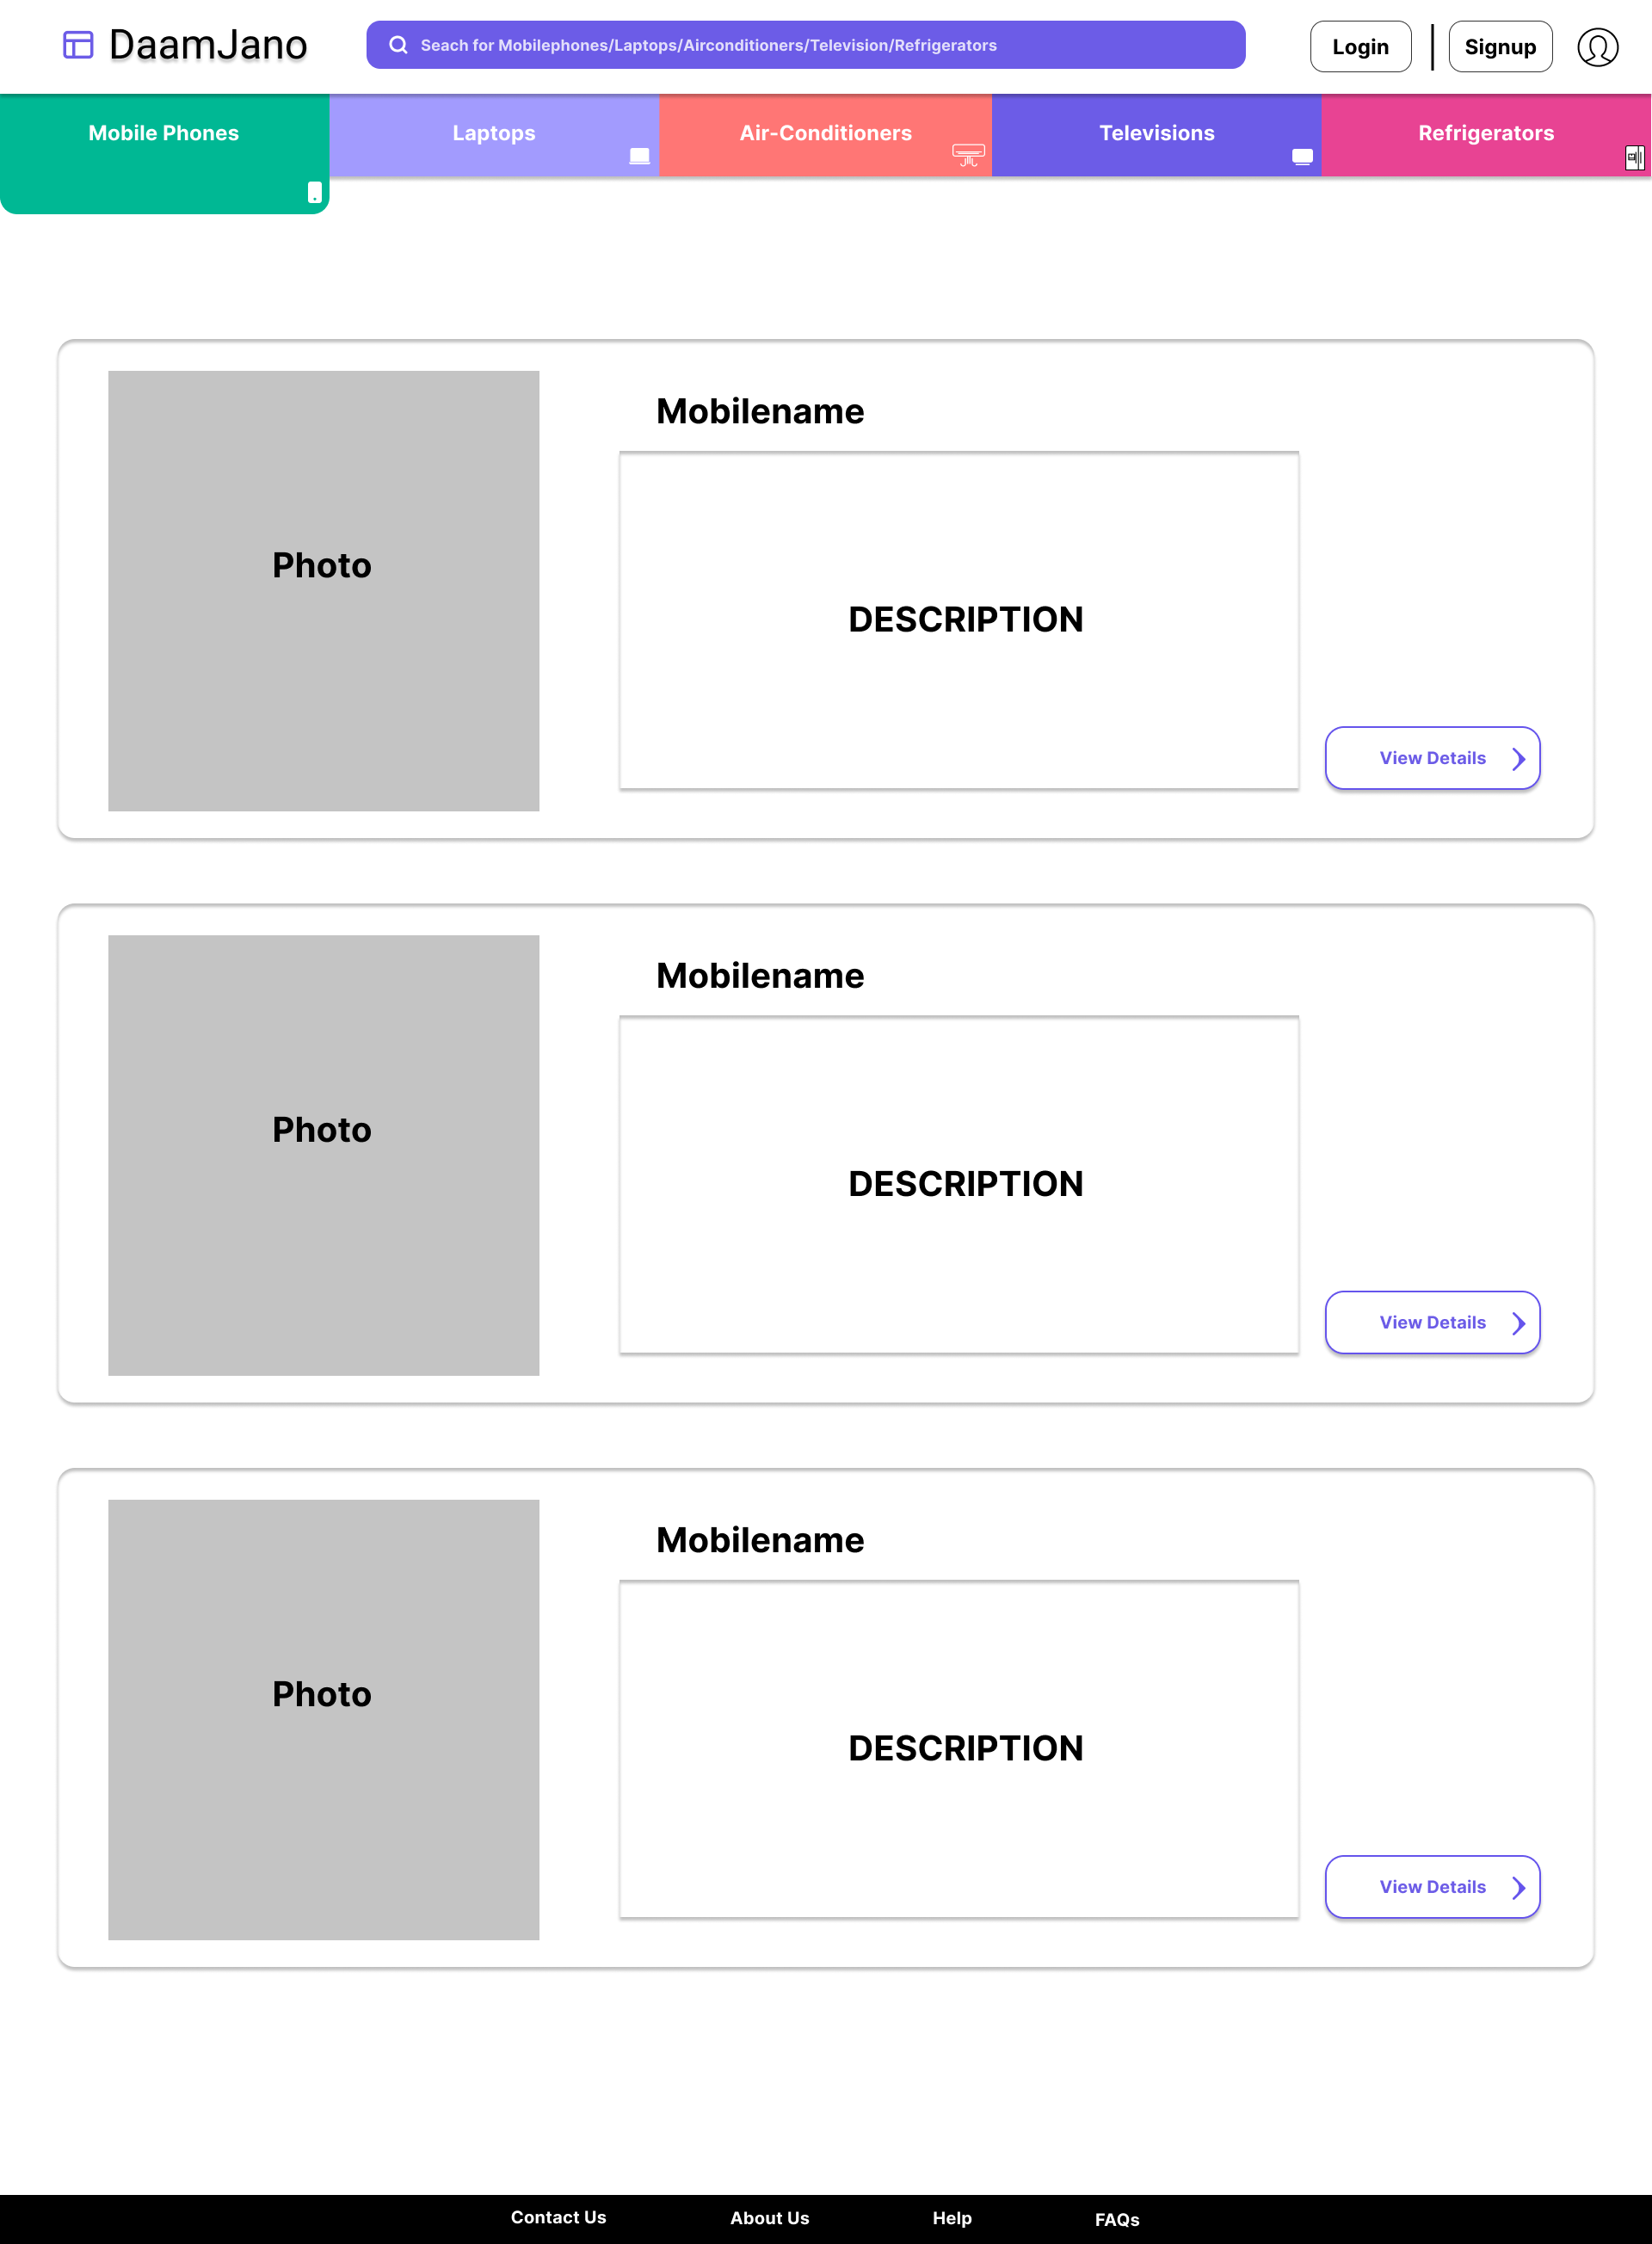 DaamJano
Seach for Mobilephones/Laptops/Airconditioners/Television/Refrigerators
Login
Signup
Mobile Phones
Laptops
Air-Conditioners
Televisions
Refrigerators
Photo
Mobilename
DESCRIPTION
View Details
Photo
Mobilename
DESCRIPTION
View Details
Photo
Mobilename
DESCRIPTION
View Details
Contact Us
About Us
Help
FAQs